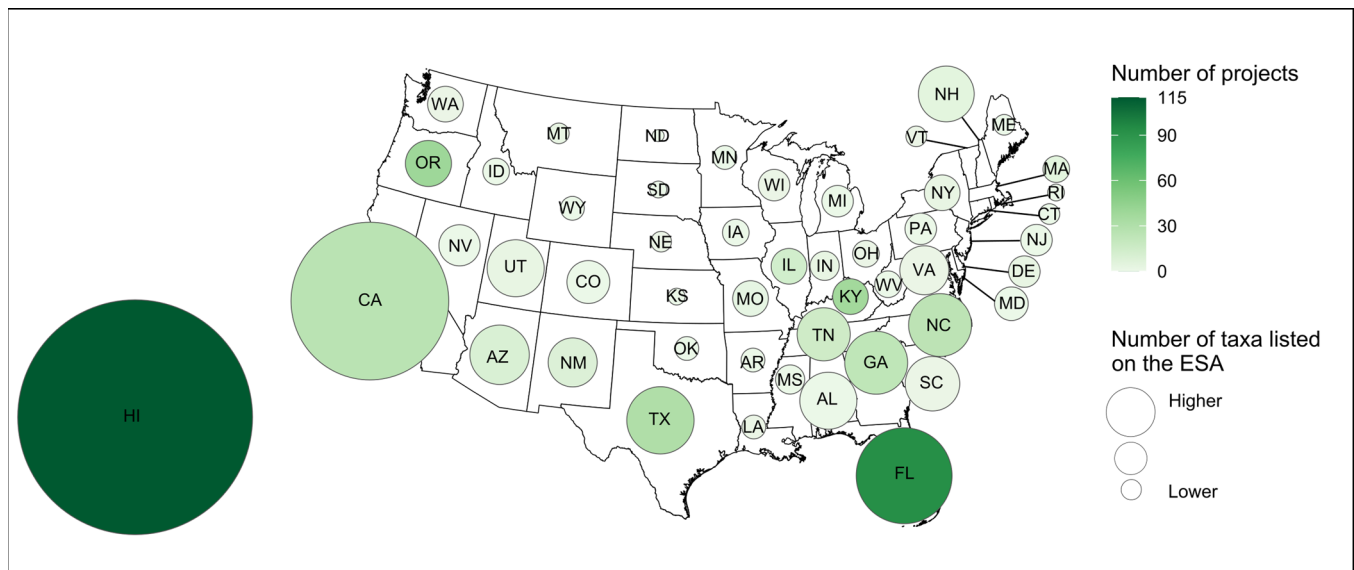 Number of projects
115
90
60
30
0
Number of taxa listed
on the ESA
Higher
Lower
NH
WA
ME
VT
MT
ND
MN
OR
ID
SD
WI
MI
NY
MA
RI
CT
WY
NV
NE
IA
PA
NJ
UT
CO
IL
IN
OH
WV
VA
DE
CA
KS
MO
KY
MD
AZ
NM
OK
AR
TN
NC
GA
MS
SC
AL
HI
TX
LA
FL